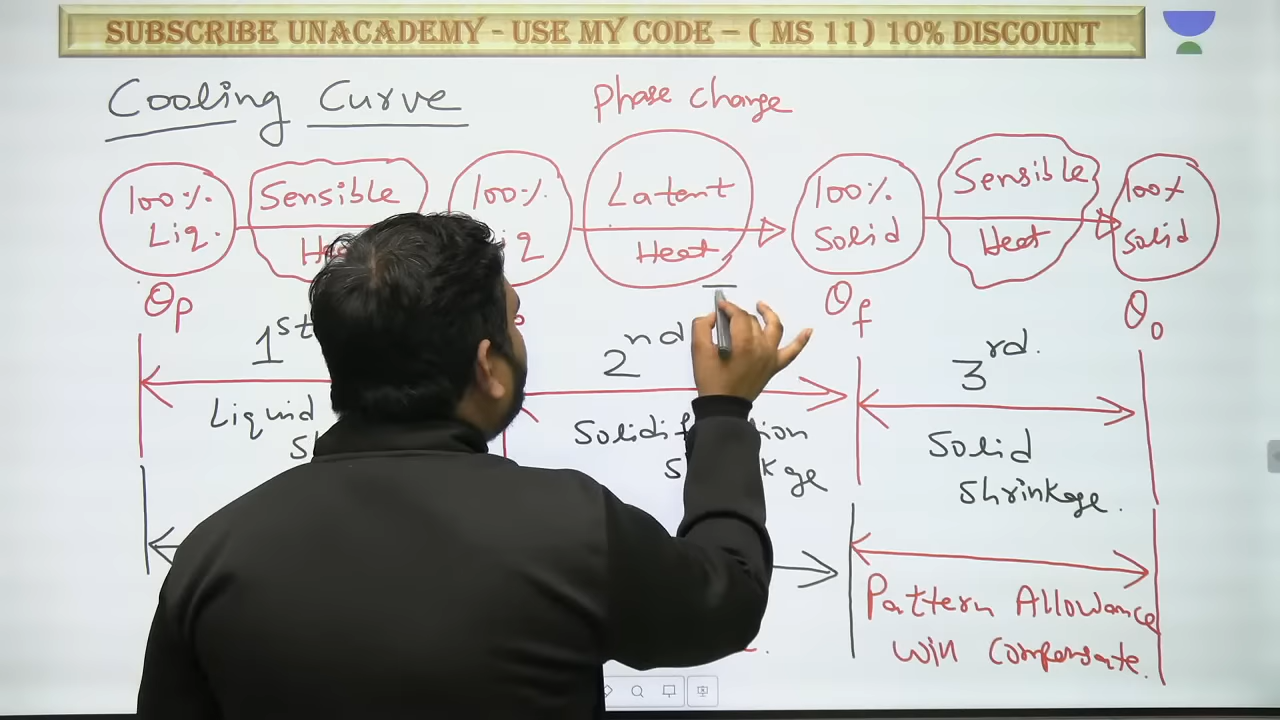 SUBSCRIBE UNACADEMY - USE MY CODE – ( MS 11) 10% DISCOUNT
Cooling Curve
Phase change
100% Liq.
Sensible
100%
Latent Heat
100% Solid
Sensible Heat
100% Solid
θp
θf
θo
1st
2nd
3rd.
Liquid
Shrinkage
Solid Shrinkage.
Pattern Allowance
will Compensate.